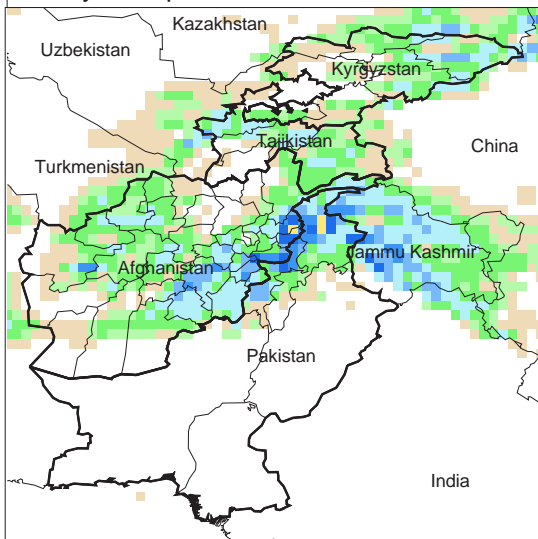 Kazakhstan
Uzbekistan
Kyrgyzstan
Tajikistan
China
Turkmenistan
Jammu Kashmir
Afghanistan
Pakistan
India